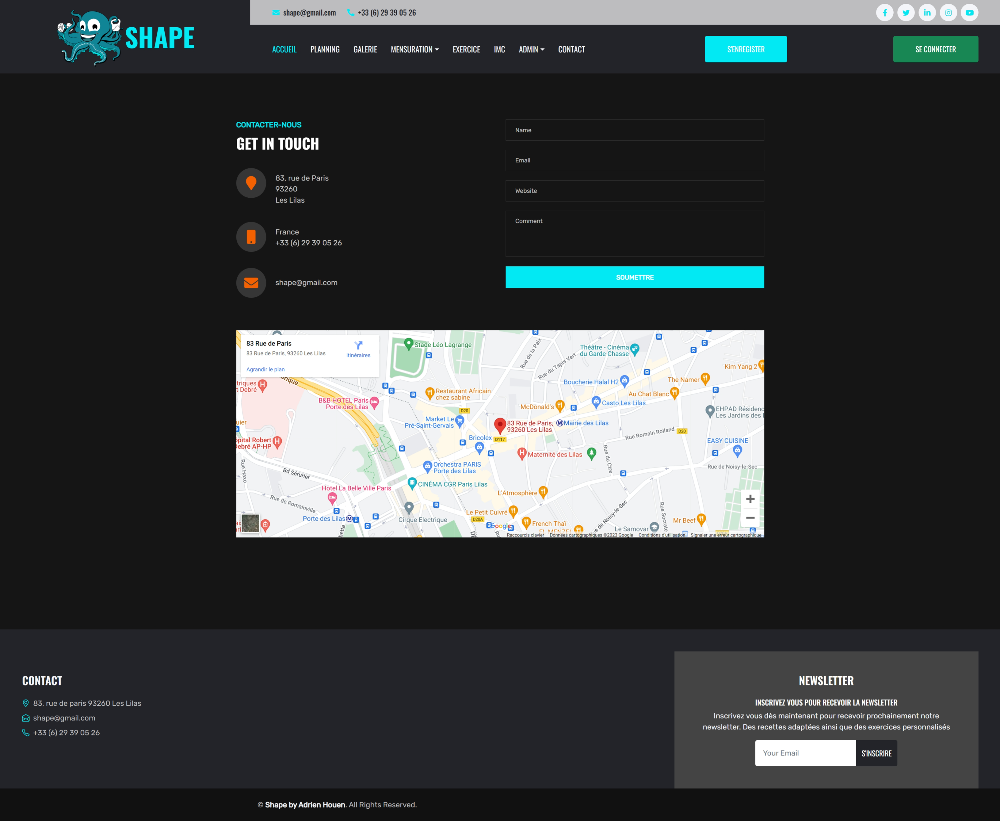 SHAPE
shape@gmail.com
+33 (6) 29 39 05 26
ACCUEIL
PLANNING
GALERIE
MENSURATION
EXERCICE
IMC
ADMIN
CONTACT
S'ENREGISTER
SE CONNECTER
CONTACTER-NOUS
GET IN TOUCH
83, rue de Paris
93260
Les Lilas
France
+33 (6) 29 39 05 26
shape@gmail.com
Name
Email
Website
Comment
SOUMETTRE
83 Rue de Paris
83 Rue de Paris, 93260 Les Lilas
Agrandir le plan
Itinéraires
Stade Léo Lagrange
Rue de la Paix
Rue du Tapis Vert
Théâtre - Cinéma
du Garde Chasse
Kim Yang 2
The Namer
Boucherie Halal H2
Au Chat Blanc
Casto Les Lilas
McDonald's
Restaurant Africain
chez sabine
B&B HOTEL Paris
Porte des Lilas
D20
Market Le
Pré-Saint-Gervais
83 Rue de Paris,
93260 Les Lilas
Mairie des Lilas
EHPAD Résidenc
Les Jardins des
Rue Romain Rolland
D20
Bricolex
D117
EASY CUISINE
pital Robert
ebré AP-HP
triques
t Debré
Maternité des Lilas
Rue du Ctre
Rue de Noisy-le-Sec
Orchestra PARIS
Porte des Lilas
Rue Haxo
Bd Sérurier
CINÉMA CGR Paris Lilas
Hotel La Belle Ville Paris
L'Atmosphère
Rue de Romainville
Le Petit Cuivré
Porte des Lilas
Cirque Electrique
D20A
French Thaï
EL MENZEL
e de Noisy-le-Sec
Rue Socrate
Le Samovar
Mr Beef
Google
Raccourcis clavier
Données cartographiques ©2023 Google
Conditions d'utilisation
Signaler une erreur cartographique
CONTACT
83, rue de paris 93260 Les Lilas
shape@gmail.com
+33 (6) 29 39 05 26
NEWSLETTER
INSCRIVEZ VOUS POUR RECEVOIR LA NEWSLETTER
Inscrivez vous dès maintenant pour recevoir prochainement notre
newsletter. Des recettes adaptées ainsi que des exercices personnalisés
Your Email
S'INSCRIRE
© Shape by Adrien Houen. All Rights Reserved.